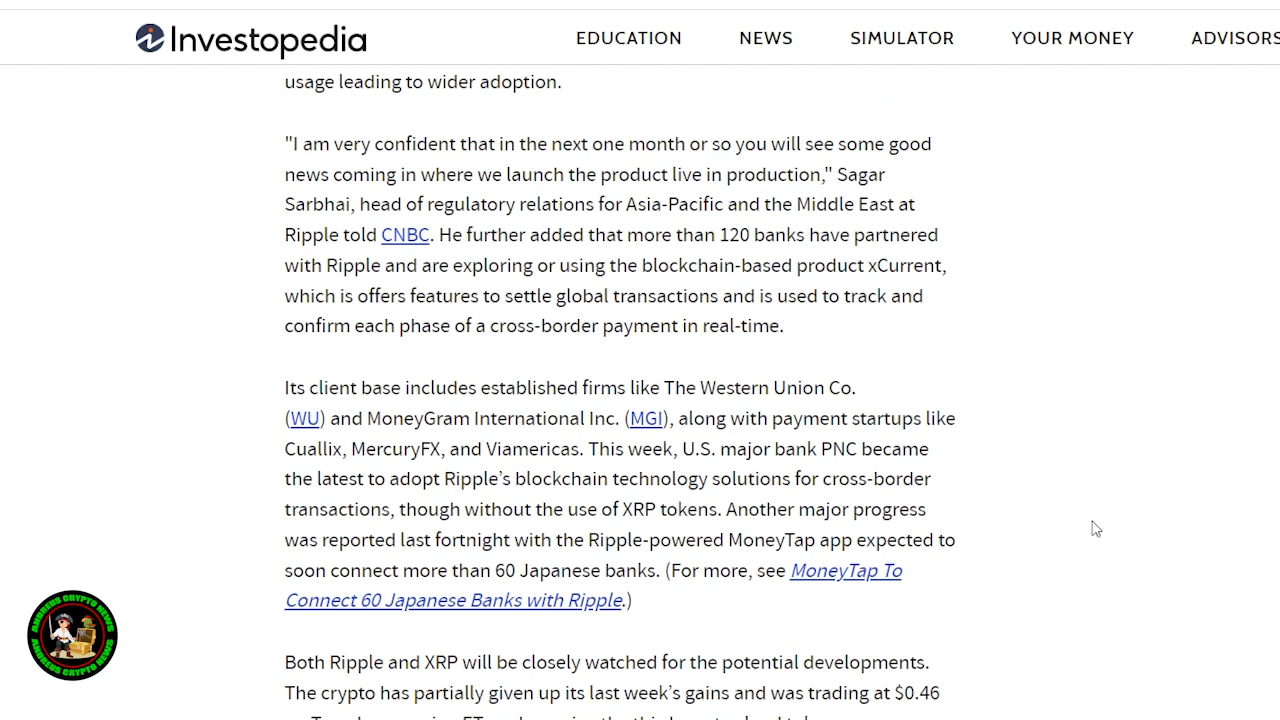 Investopedia
EDUCATION NEWS SIMULATOR YOUR MONEY ADVISORS
usage leading to wider adoption.
"I am very confident that in the next one month or so you will see some good
news coming in where we launch the product live in production," Sagar
Sarbhai, head of regulatory relations for Asia-Pacific and the Middle East at
Ripple told CNBC. He further added that more than 120 banks have partnered
with Ripple and are exploring or using the blockchain-based product xCurrent,
which is offers features to settle global transactions and is used to track and
confirm each phase of a cross-border payment in real-time.
Its client base includes established firms like The Western Union Co.
(WU) and MoneyGram International Inc. (MGI), along with payment startups like
Cuallix, MercuryFX, and Viamericas. This week, U.S. major bank PNC became
the latest to adopt Ripple’s blockchain technology solutions for cross-border
transactions, though without the use of XRP tokens. Another major progress
was reported last fortnight with the Ripple-powered MoneyTap app expected to
soon connect more than 60 Japanese banks. (For more, see MoneyTap To
Connect 60 Japanese Banks with Ripple.)
ANDREUS CRYPTO NEWS
ANDREUS CRYPTO NEWS
Both Ripple and XRP will be closely watched for the potential developments.
The crypto has partially given up its last week’s gains and was trading at $0.46